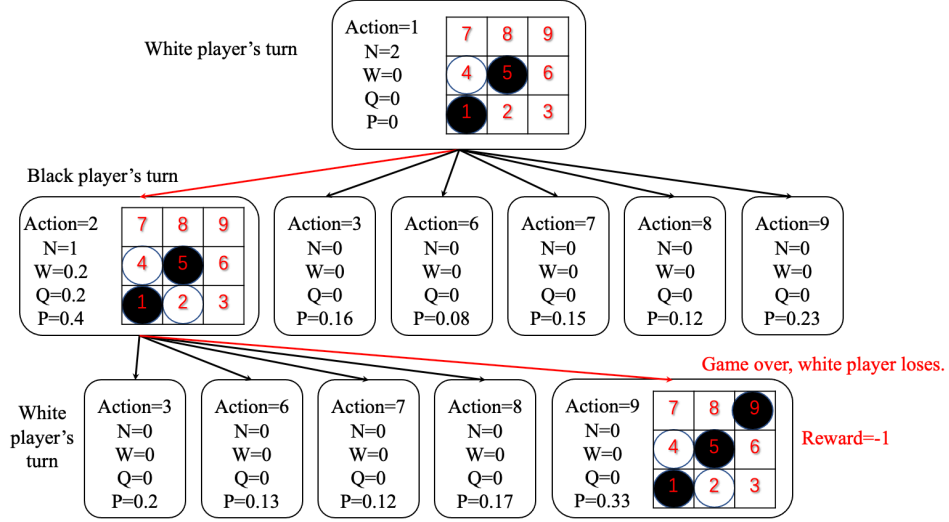 White player's turn
Action=1
N=2
W=0
Q=0
P=0
7 8 9
4 5 6
1 2 3
Black player's turn
Action=2
N=1
W=0.2
Q=0.2
P=0.4
7 8 9
4 5 6
1 2 3
Action=3
N=0
W=0
Q=0
P=0.16
Action=6
N=0
W=0
Q=0
P=0.08
Action=7
N=0
W=0
Q=0
P=0.15
Action=8
N=0
W=0
Q=0
P=0.12
Action=9
N=0
W=0
Q=0
P=0.23
Game over, white player loses.
White
player's
turn
Action=3
N=0
W=0
Q=0
P=0.2
Action=6
N=0
W=0
Q=0
P=0.13
Action=7
N=0
W=0
Q=0
P=0.12
Action=8
N=0
W=0
Q=0
P=0.17
Action=9
N=0
W=0
Q=0
P=0.33
7 8 9
4 5 6
1 2 3
Reward=-1